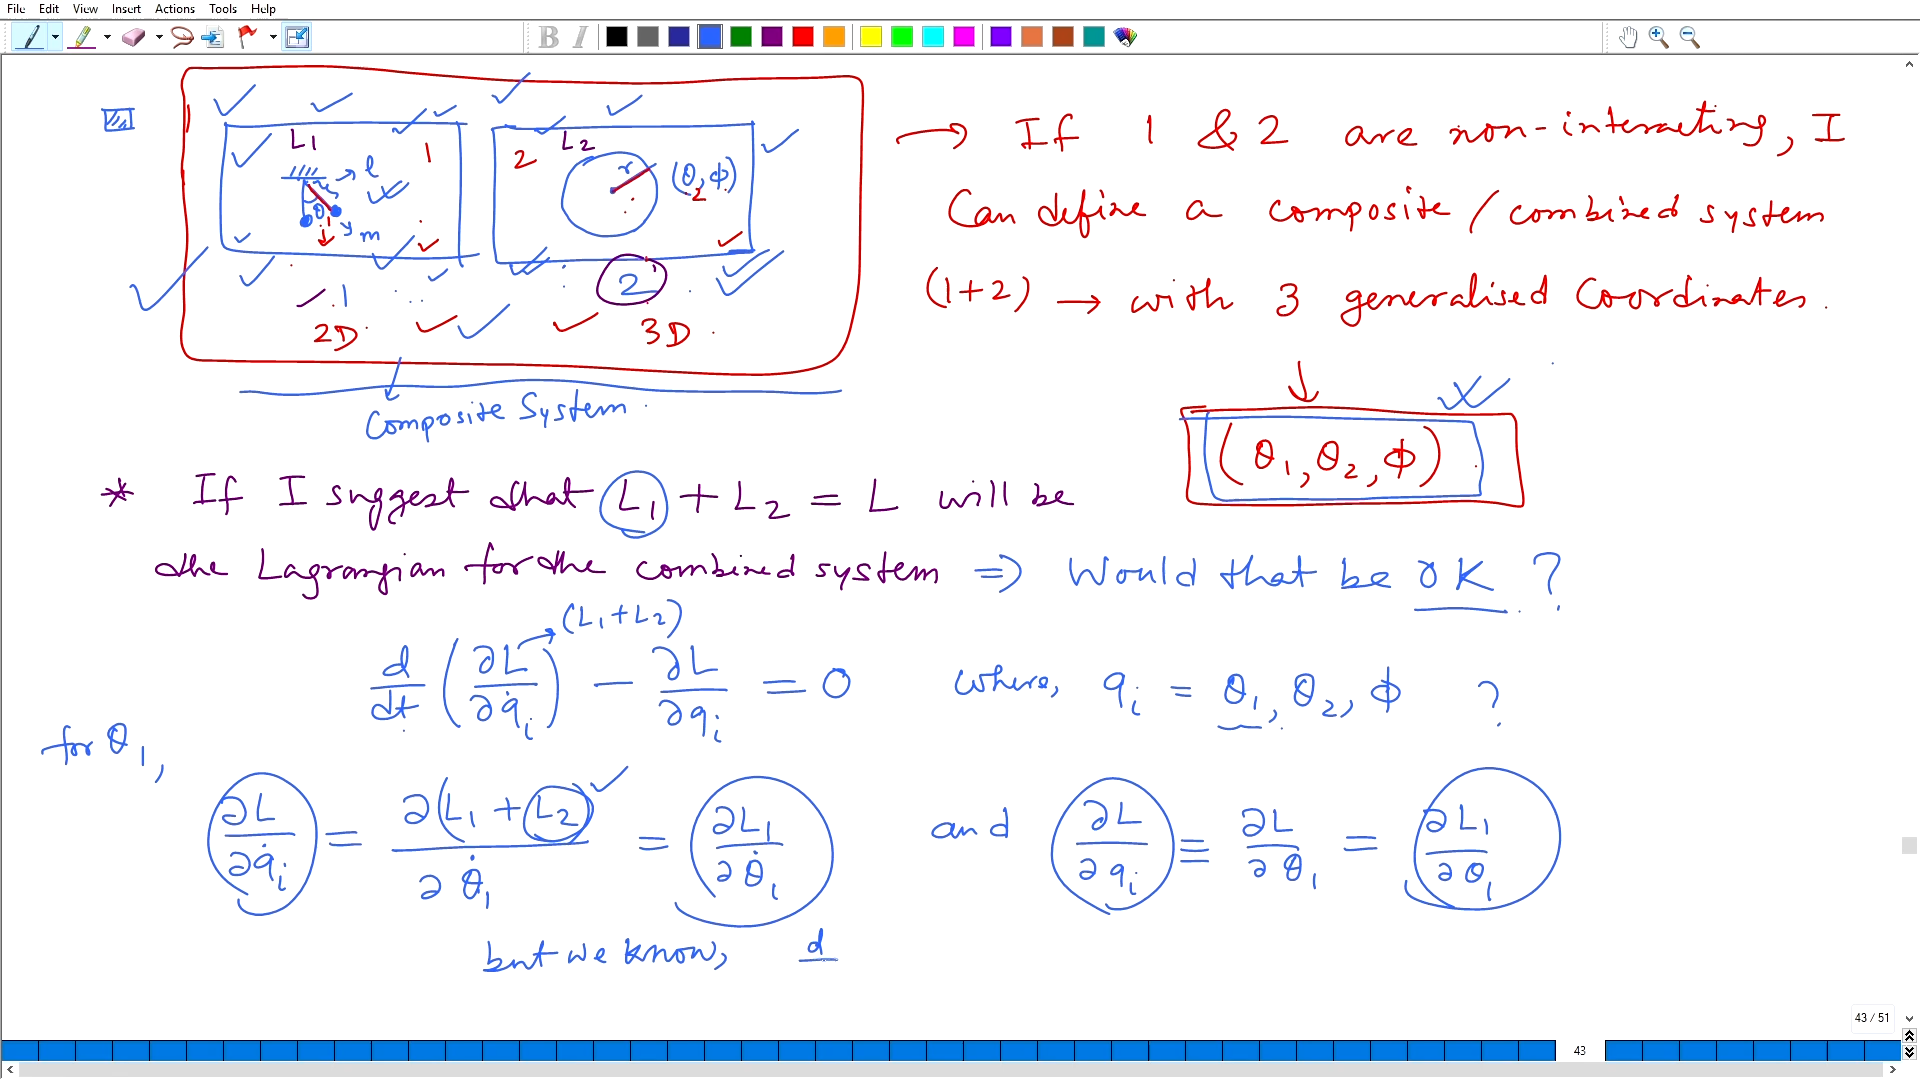 File Edit View Insert Actions Tools Help
B I
L₁ 1
→ l
θ₁
m
1
2D
2 L₂
r (θ₂, ϕ)
2
3D
Composite System
→ If 1 & 2 are non-interacting, I
Can define a composite / combined system
(1+2) → with 3 generalised Coordinates.
↓
(θ₁, θ₂, ϕ)
* If I suggest that L₁ + L₂ = L will be
the Lagrangian for the combined system ⇒ Would that be OK ?
→ (L₁+L₂)
d/dt (∂L/∂q̇ᵢ) − ∂L/∂qᵢ = 0 where, qᵢ = θ₁, θ₂, ϕ ?
for θ₁,
∂L/∂q̇ᵢ = ∂(L₁ + L₂)/∂θ̇₁ = ∂L₁/∂θ̇₁ and ∂L/∂qᵢ ≡ ∂L/∂θ₁ = ∂L₁/∂θ₁
but we know, d
43 / 51
43